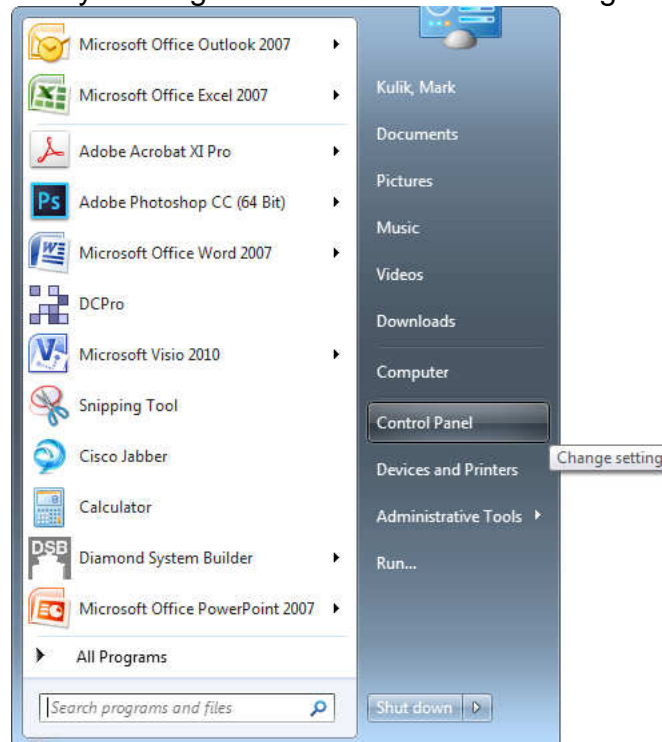 Microsoft Office Outlook 2007
Microsoft Office Excel 2007
Adobe Acrobat XI Pro
Ps
Adobe Photoshop CC (64 Bit)
Microsoft Office Word 2007
DCPro
Microsoft Visio 2010
Snipping Tool
Cisco Jabber
Calculator
DSB
Diamond System Builder
Microsoft Office PowerPoint 2007
All Programs
Search programs and files
Kulik, Mark
Documents
Pictures
Music
Videos
Downloads
Computer
Control Panel
Change setting
Devices and Printers
Administrative Tools
Run...
Shut down